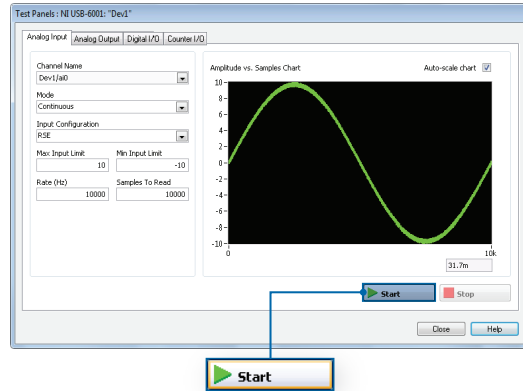 Test Panels : NI USB-6001: "Dev1"
Analog Input Analog Output Digital I/O Counter I/O
Channel Name
Dev1/ai0
Mode
Continuous
Input Configuration
RSE
Max Input Limit Min Input Limit
10 -10
Rate (Hz) Samples To Read
10000 10000
Amplitude vs. Samples Chart Auto-scale chart
10-
8-
6-
4-
2-
0-
-2-
-4-
-6-
-8-
-10-
0 10k
31.7m
Start Stop
Close Help
Start